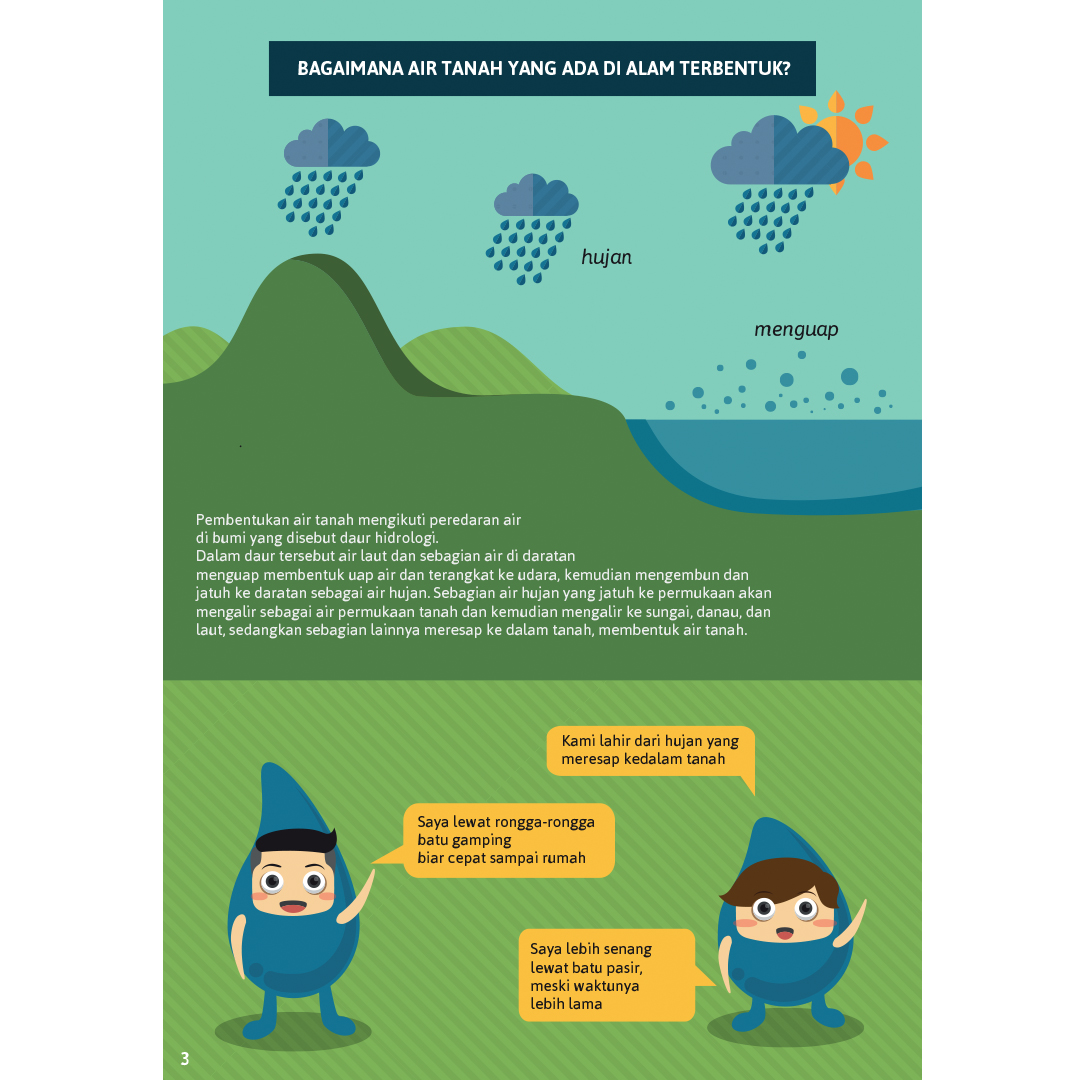 BAGAIMANA AIR TANAH YANG ADA DI ALAM TERBENTUK?
hujan
menguap
Pembentukan air tanah mengikuti peredaran air
di bumi yang disebut daur hidrologi.
Dalam daur tersebut air laut dan sebagian air di daratan
menguap membentuk uap air dan terangkat ke udara, kemudian mengembun dan
jatuh ke daratan sebagai air hujan. Sebagian air hujan yang jatuh ke permukaan akan
mengalir sebagai air permukaan tanah dan kemudian mengalir ke sungai, danau, dan
laut, sedangkan sebagian lainnya meresap ke dalam tanah, membentuk air tanah.
Kami lahir dari hujan yang
meresap kedalam tanah
Saya lewat rongga-rongga
batu gamping
biar cepat sampai rumah
Saya lebih senang
lewat batu pasir,
meski waktunya
lebih lama
3